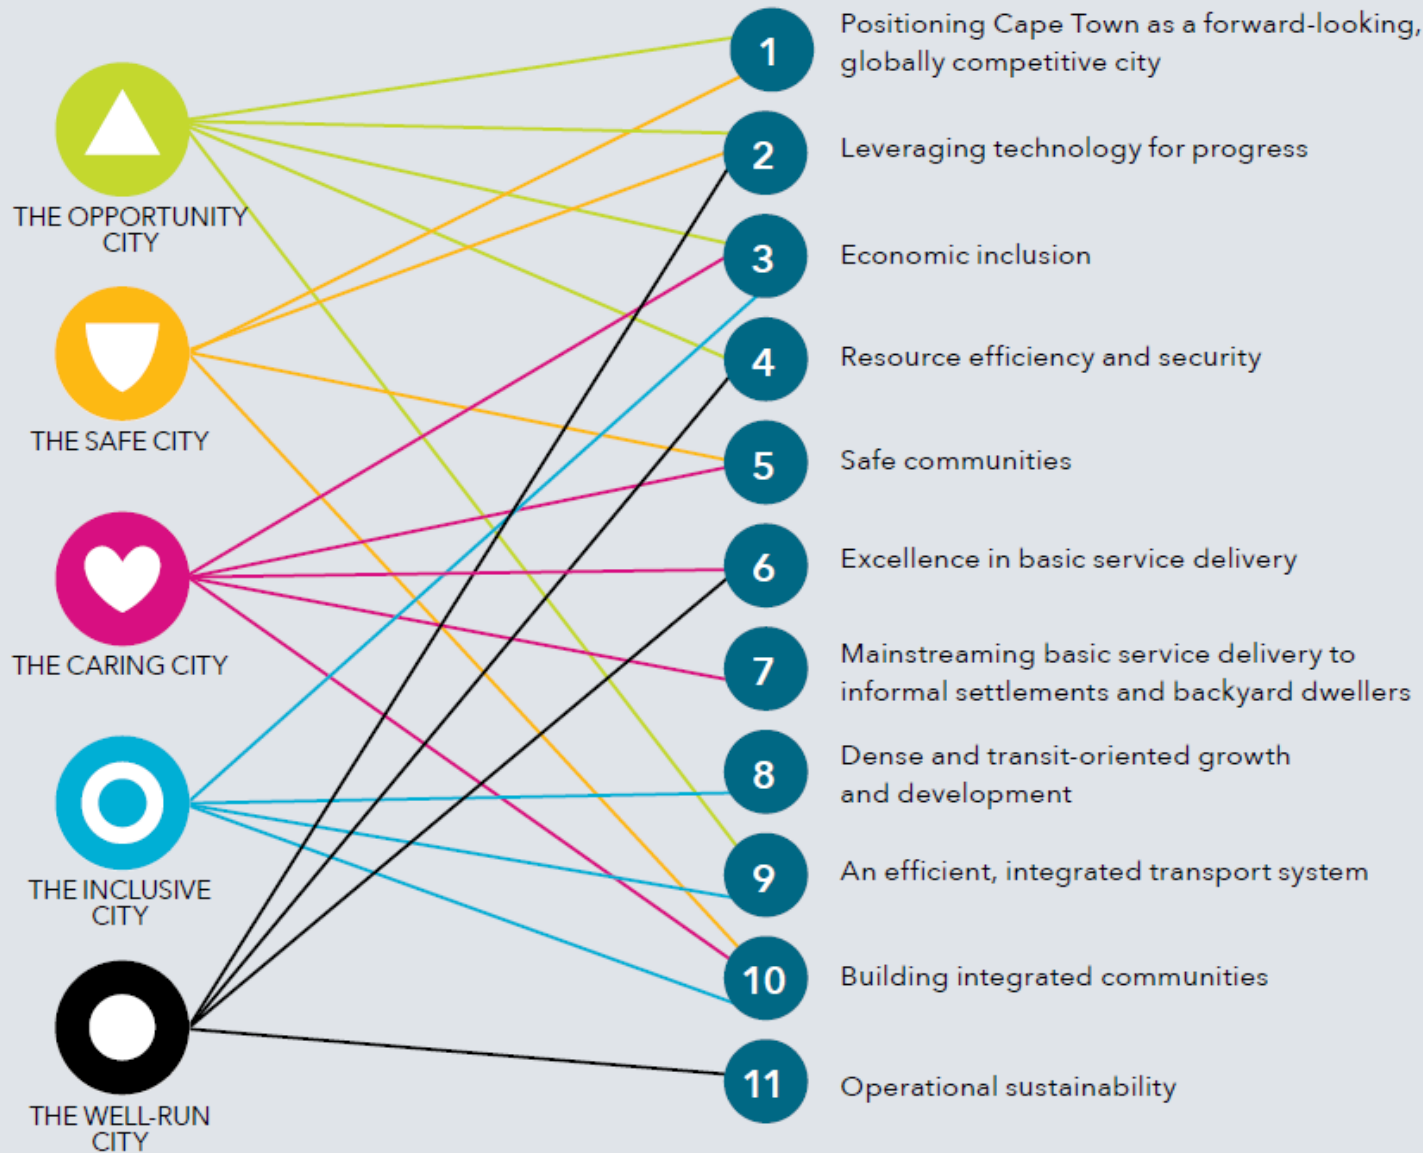 THE OPPORTUNITY
CITY
THE SAFE CITY
THE CARING CITY
THE INCLUSIVE
CITY
THE WELL-RUN
CITY
1
Positioning Cape Town as a forward-looking,
globally competitive city
2
Leveraging technology for progress
3
Economic inclusion
4
Resource efficiency and security
5
Safe communities
6
Excellence in basic service delivery
7
Mainstreaming basic service delivery to
informal settlements and backyard dwellers
8
Dense and transit-oriented growth
and development
9
An efficient, integrated transport system
10
Building integrated communities
11
Operational sustainability